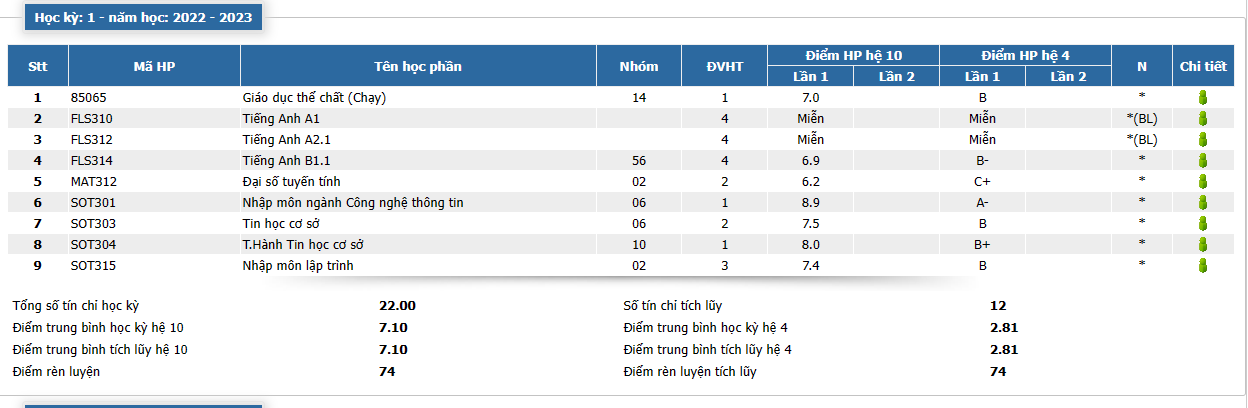 Học kỳ: 1 - năm học: 2022 - 2023
Stt Mã HP Tên học phần Nhóm ĐVHT Điểm HP hệ 10 Điểm HP hệ 4 N Chi tiết
Lần 1 Lần 2 Lần 1 Lần 2
1 85065 Giáo dục thể chất (Chạy) 14 1 7.0 B *
2 FLS310 Tiếng Anh A1 4 Miễn Miễn *(BL)
3 FLS312 Tiếng Anh A2.1 4 Miễn Miễn *(BL)
4 FLS314 Tiếng Anh B1.1 56 4 6.9 B- *
5 MAT312 Đại số tuyến tính 02 2 6.2 C+ *
6 SOT301 Nhập môn ngành Công nghệ thông tin 06 1 8.9 A- *
7 SOT303 Tin học cơ sở 06 2 7.5 B *
8 SOT304 T.Hành Tin học cơ sở 10 1 8.0 B+ *
9 SOT315 Nhập môn lập trình 02 3 7.4 B *
Tổng số tín chỉ học kỳ 22.00 Số tín chỉ tích lũy 12
Điểm trung bình học kỳ hệ 10 7.10 Điểm trung bình học kỳ hệ 4 2.81
Điểm trung bình tích lũy hệ 10 7.10 Điểm trung bình tích lũy hệ 4 2.81
Điểm rèn luyện 74 Điểm rèn luyện tích lũy 74